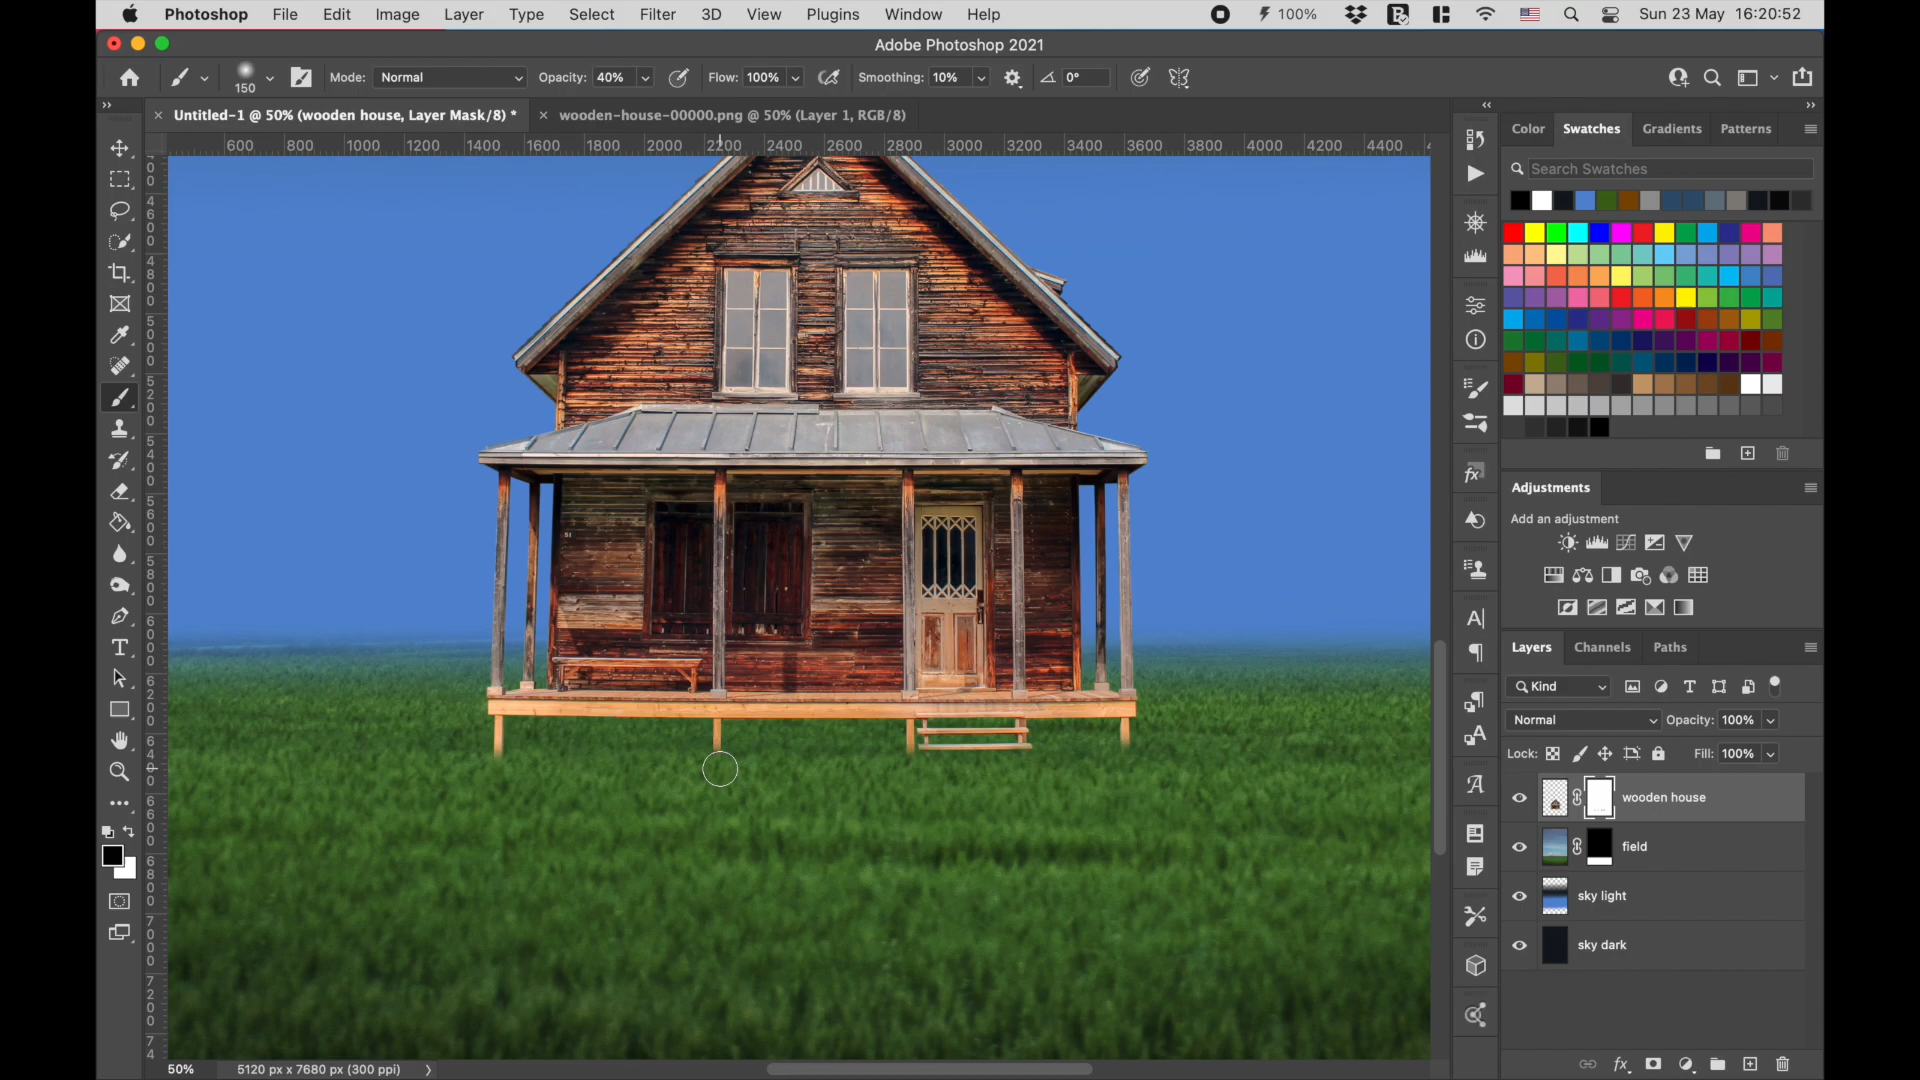 Photoshop File Edit Image Layer Type Select Filter 3D View Plugins Window Help 100% Sun 23 May 16:20:52
Adobe Photoshop 2021
150 Mode: Normal Opacity: 40% Flow: 100% Smoothing: 10% 0°
Untitled-1 @ 50% (wooden house, Layer Mask/8) * wooden-house-00000.png @ 50% (Layer 1, RGB/8)
600 800 1000 1200 1400 1600 1800 2000 2200 2400 2600 2800 3000 3200 3400 3600 3800 4000 4200 4400
Color Swatches Gradients Patterns
Search Swatches
Adjustments
Add an adjustment
Layers Channels Paths
Kind
Normal Opacity: 100%
Lock: Fill: 100%
wooden house
field
sky light
sky dark
50% 5120 px x 7680 px (300 ppi)